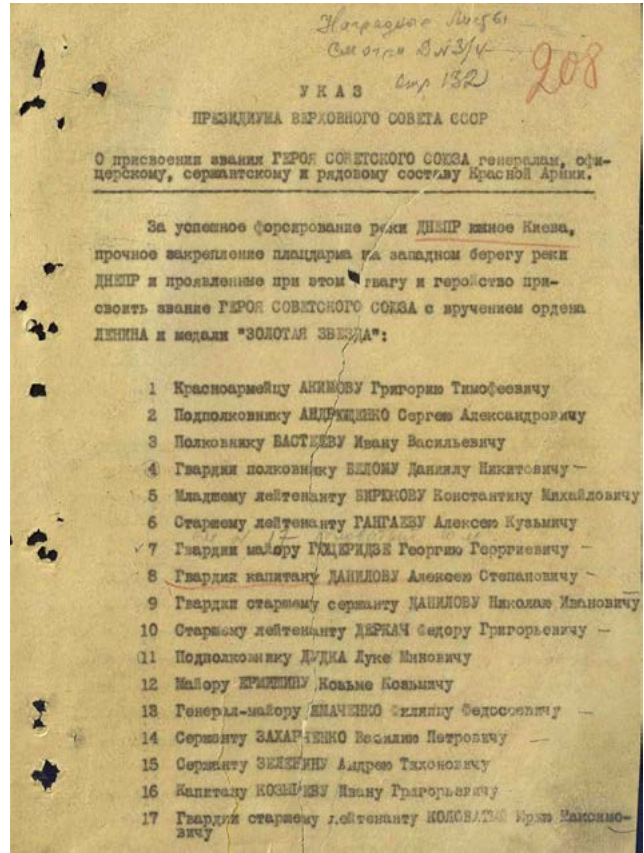 Наградные листы
Смотри D N3/4
стр 132
208
УКАЗ
ПРЕЗИДИУМА ВЕРХОВНОГО СОВЕТА СССР
О присвоении звания ГЕРОЯ СОВЕТСКОГО СОЮЗА генералам, офи-
церскому, сержантскому и рядовому составу Красной Армии.
За успешное форсирование реки ДНЕПР южнее Киева,
прочное закрепление плацдарма на западном берегу реки
ДНЕПР и проявленные при этом отвагу и геройство при-
своить звание ГЕРОЯ СОВЕТСКОГО СОЮЗА с вручением ордена
ЛЕНИНА и медали "ЗОЛОТАЯ ЗВЕЗДА":
1 Красноармейцу АКИМОВУ Григорию Тимофеевичу
2 Подполковнику АНДРЮЩЕНКО Сергею Александровичу
3 Полковнику БАСТЕЕВУ Ивану Васильевичу
4 Гвардии полковнику БЕЛОМУ Даниилу Никитовичу —
5 Младшему лейтенанту БИРЮКОВУ Константину Михайловичу
6 Старшему лейтенанту ГАНГАЕВУ Алексею Кузьмичу
7 Гвардии майору ГАЦЕРИДЗЕ Георгию Георгиевичу —
8 Гвардии капитану ДАНИЛОВУ Алексею Степановичу —
9 Гвардии старшему сержанту ДАНИЛОВУ Николаю Ивановичу
10 Старшему лейтенанту ДЕРКАЧ Федору Григорьевичу —
11 Подполковнику ДУДКА Луке Миновичу
12 Майору ЕРМИШИНУ Козьме Козьмичу
13 Генерал-майору ЖМАЧЕНКО Филиппу Федосеевичу —
14 Сержанту ЗАХАРЧЕНКО Василию Петровичу —
15 Сержанту ЗЕЛЕНИНУ Андрею Тихоновичу
16 Капитану КОЗЫРЕВУ Ивану Григорьевичу
17 Гвардии старшему лейтенанту Юрию Максимо-
вичу